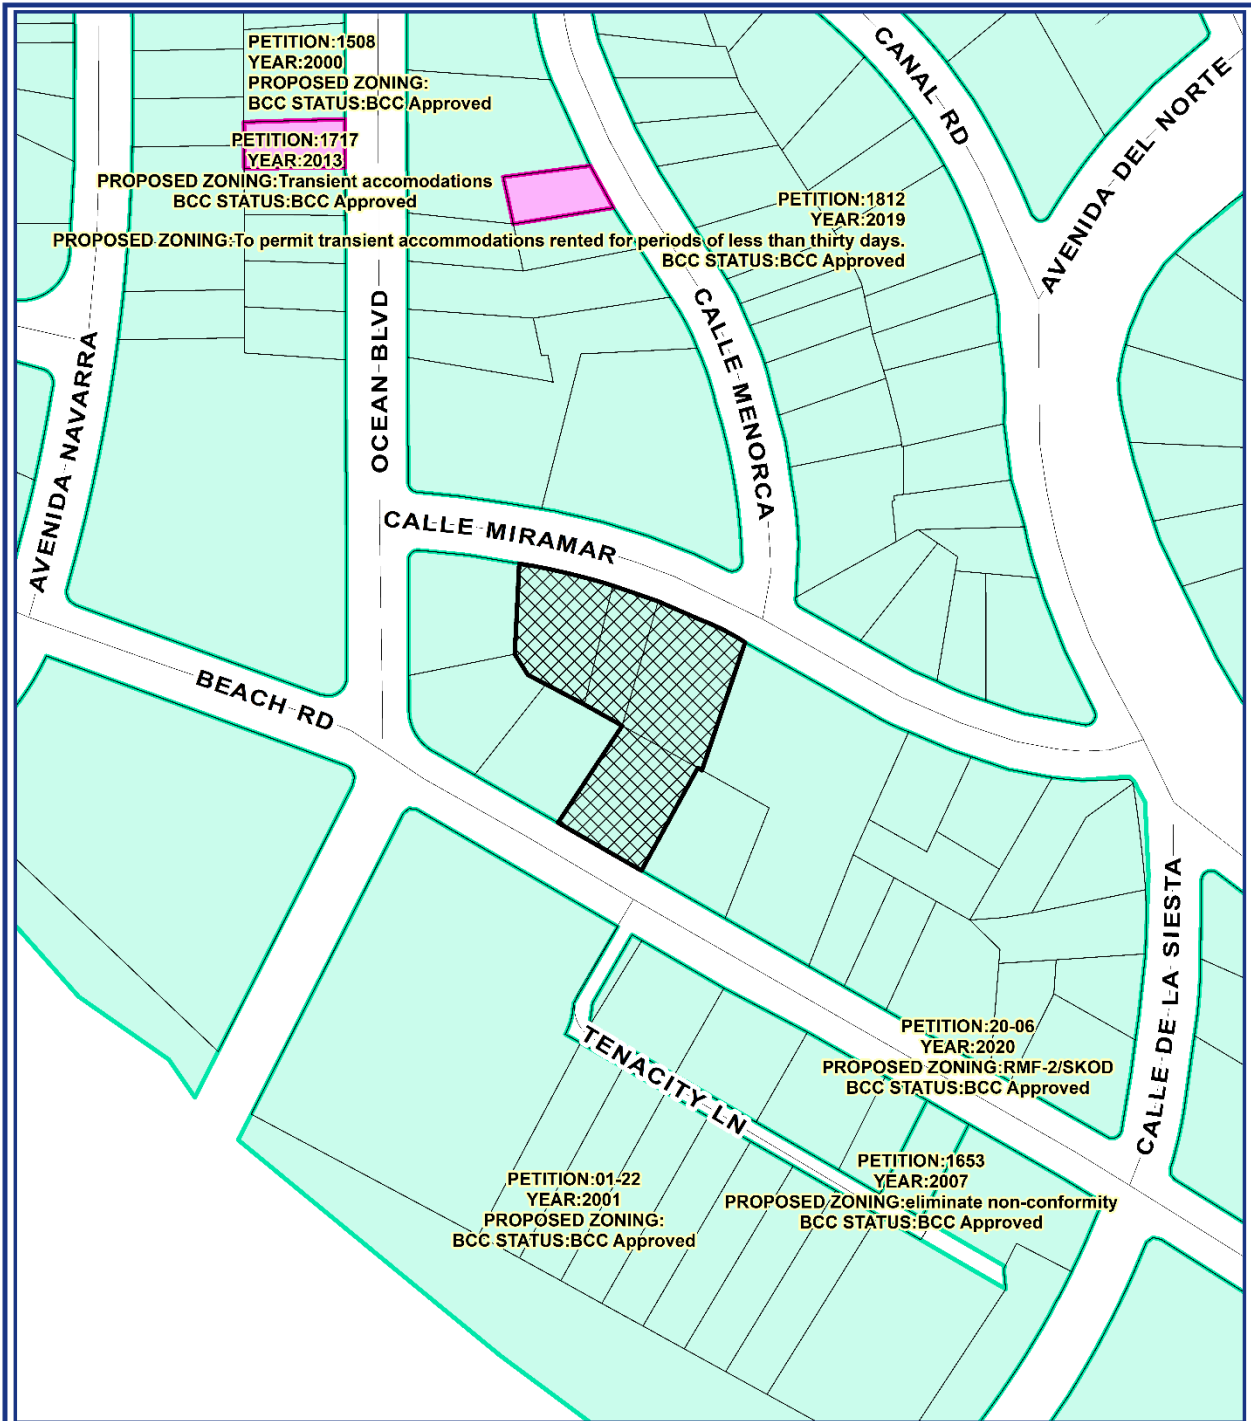 PETITION:1508
YEAR:2000
PROPOSED ZONING:
BCC STATUS:BCC Approved
PETITION:1717
YEAR:2013
PROPOSED ZONING:Transient accomodations
BCC STATUS:BCC Approved
PETITION:1812
YEAR:2019
PROPOSED ZONING:To permit transient accommodations rented for periods of less than thirty days.
BCC STATUS:BCC Approved
CANAL RD
AVENIDA DEL NORTE
AVENIDA NAVARRA
OCEAN BLVD
CALLE MENORCA
CALLE MIRAMAR
BEACH RD
TENACITY LN
CALLE DE LA SIESTA
PETITION:20-06
YEAR:2020
PROPOSED ZONING:RMF-2/SKOD
BCC STATUS:BCC Approved
PETITION:01-22
YEAR:2001
PROPOSED ZONING:
BCC STATUS:BCC Approved
PETITION:1653
YEAR:2007
PROPOSED ZONING:eliminate non-conformity
BCC STATUS:BCC Approved